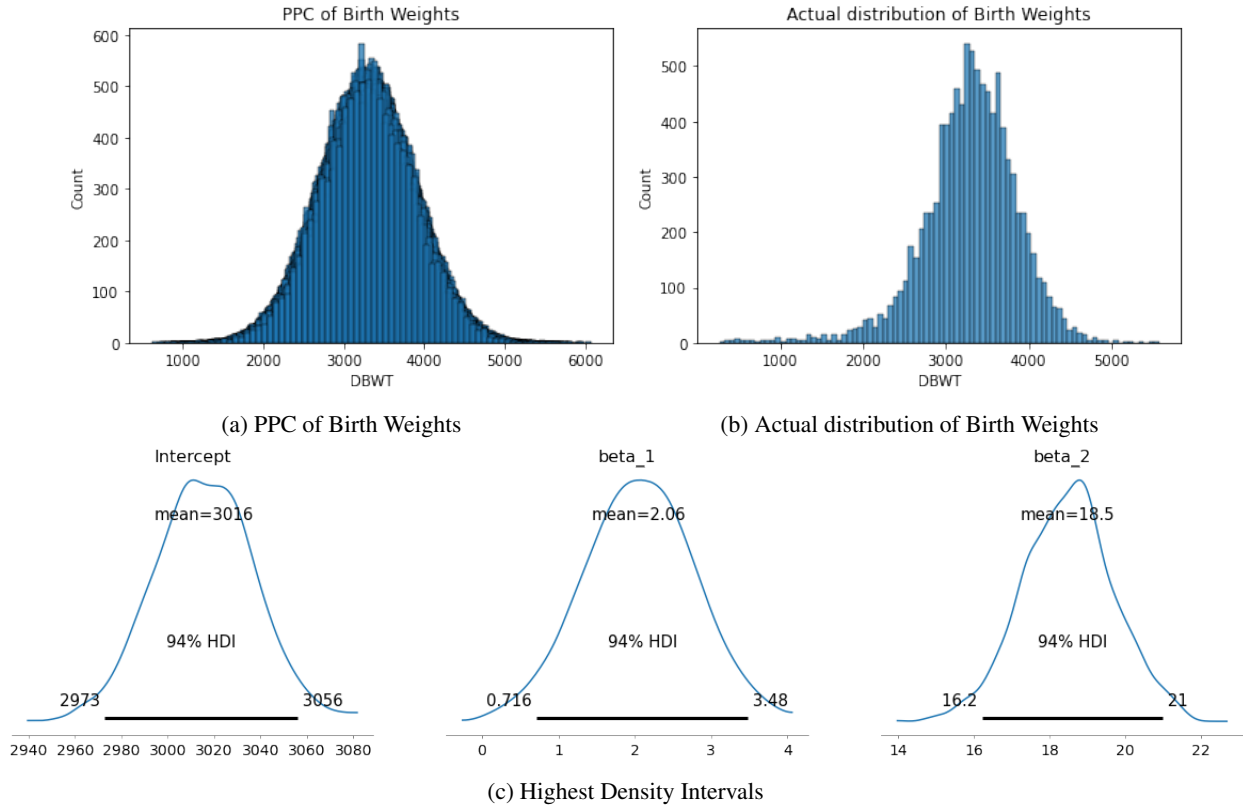 PPC of Birth Weights
600
500
400
300
200
100
0
Count
1000 2000 3000 4000 5000 6000
DBWT
(a) PPC of Birth Weights
Actual distribution of Birth Weights
500
400
300
200
100
0
Count
1000 2000 3000 4000 5000
DBWT
(b) Actual distribution of Birth Weights
Intercept
mean=3016
94% HDI
2973 3056
2940 2960 2980 3000 3020 3040 3060 3080
beta_1
mean=2.06
94% HDI
0.716 3.48
0 1 2 3 4
beta_2
mean=18.5
94% HDI
16.2 21
14 16 18 20 22
(c) Highest Density Intervals